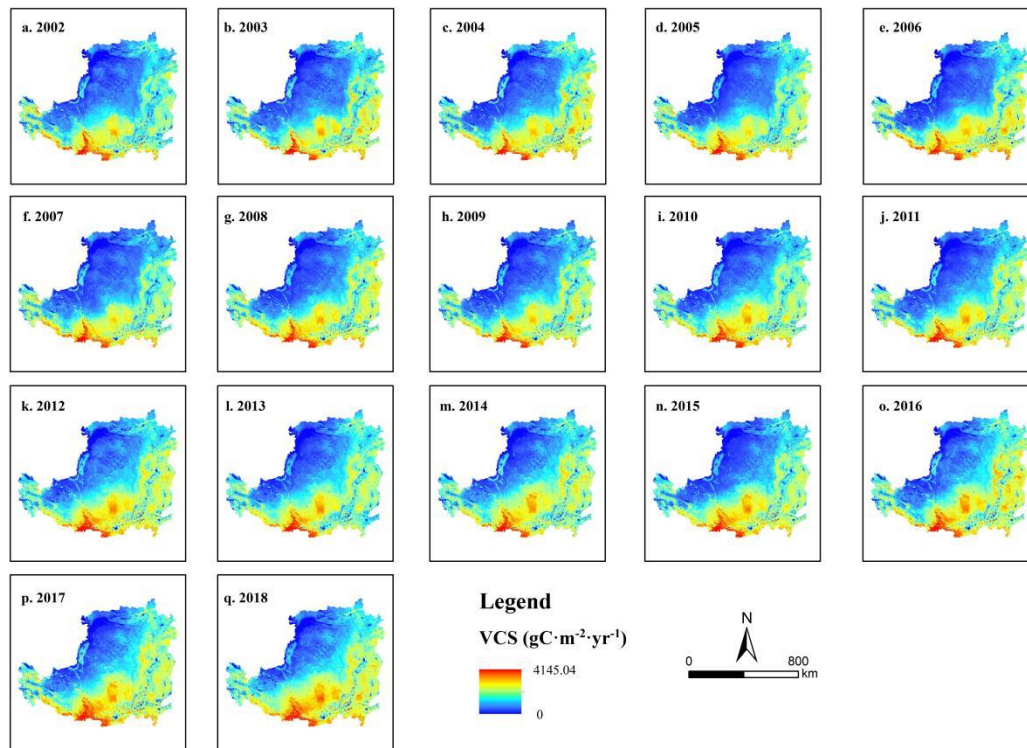 a. 2002
b. 2003
c. 2004
d. 2005
e. 2006
f. 2007
g. 2008
h. 2009
i. 2010
j. 2011
k. 2012
l. 2013
m. 2014
n. 2015
o. 2016
p. 2017
q. 2018
Legend
VCS (gC·m⁻²·yr⁻¹)
4145.04
0
N
0 800
km